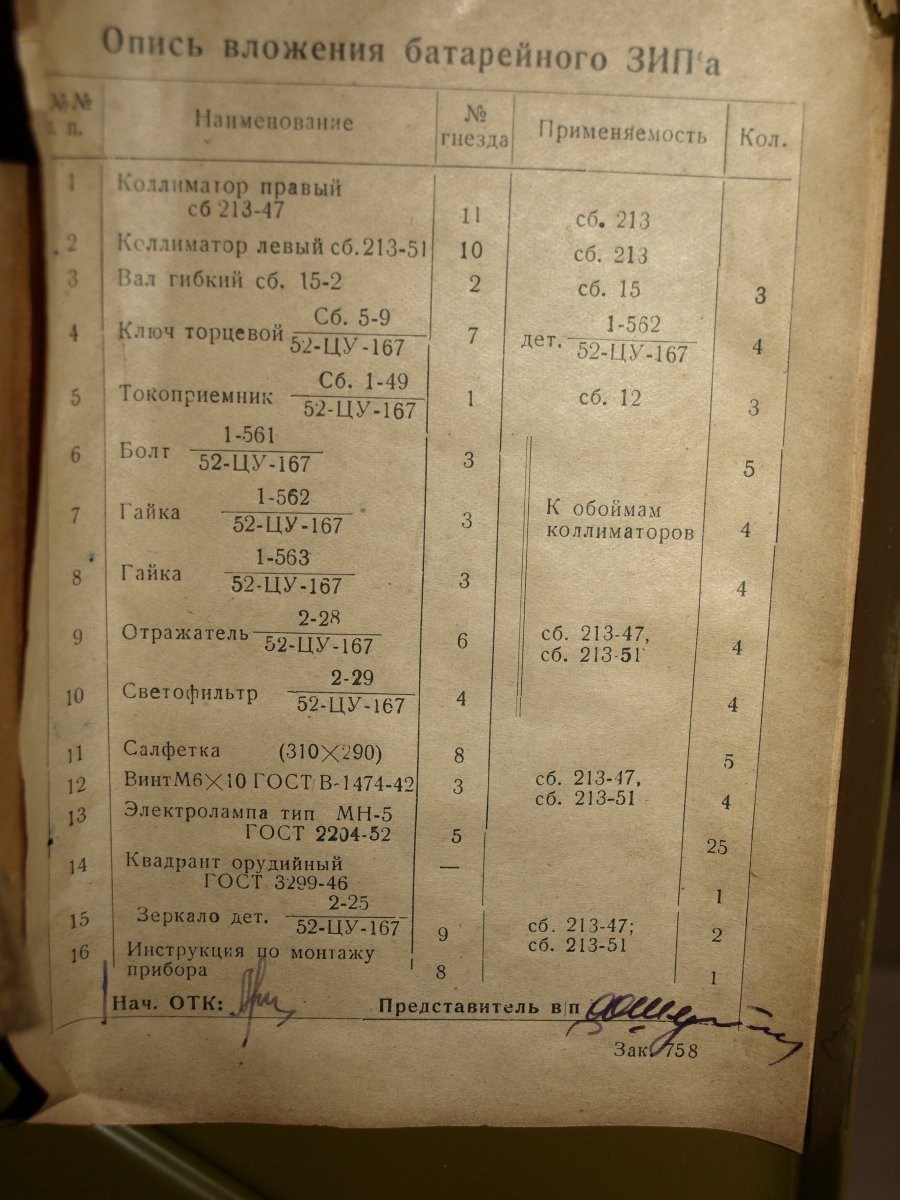 Опись вложения батарейного ЗИП'а
№№ п. п. Наименование № гнезда Применяемость Кол.
1 Коллиматор правый
сб 213-47 11 сб. 213
2 Коллиматор левый сб. 213-51 10 сб. 213
3 Вал гибкий сб. 15-2 2 сб. 15 3
4 Ключ торцевой Сб. 5-9 / 52-ЦУ-167 7 дет. 1-562 / 52-ЦУ-167 4
5 Токоприемник Сб. 1-49 / 52-ЦУ-167 1 сб. 12 3
6 Болт 1-561 / 52-ЦУ-167 3 5
7 Гайка 1-562 / 52-ЦУ-167 3 К обоймам коллиматоров 4
8 Гайка 1-563 / 52-ЦУ-167 3 4
9 Отражатель 2-28 / 52-ЦУ-167 6 сб. 213-47, сб. 213-51 4
10 Светофильтр 2-29 / 52-ЦУ-167 4 4
11 Салфетка (310×290) 8 5
12 Винт М6×10 ГОСТ В-1474-42 3 сб. 213-47, сб. 213-51 4
13 Электролампа тип МН-5
ГОСТ 2204-52 5 25
14 Квадрант орудийный —
ГОСТ 3299-46 1
15 Зеркало дет. 2-25 / 52-ЦУ-167 9 сб. 213-47; сб. 213-51 2
16 Инструкция по монтажу
прибора 8 1
Нач. ОТК: Представитель в/п
Зак. 758